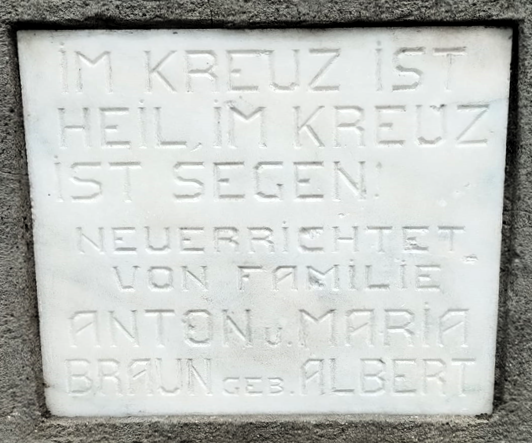 IM KREUZ IST
HEIL, IM KREUZ
IST SEGEN!
NEUERRICHTET
VON FAMILIE
ANTON u. MARIA
BRAUN GEB. ALBERT